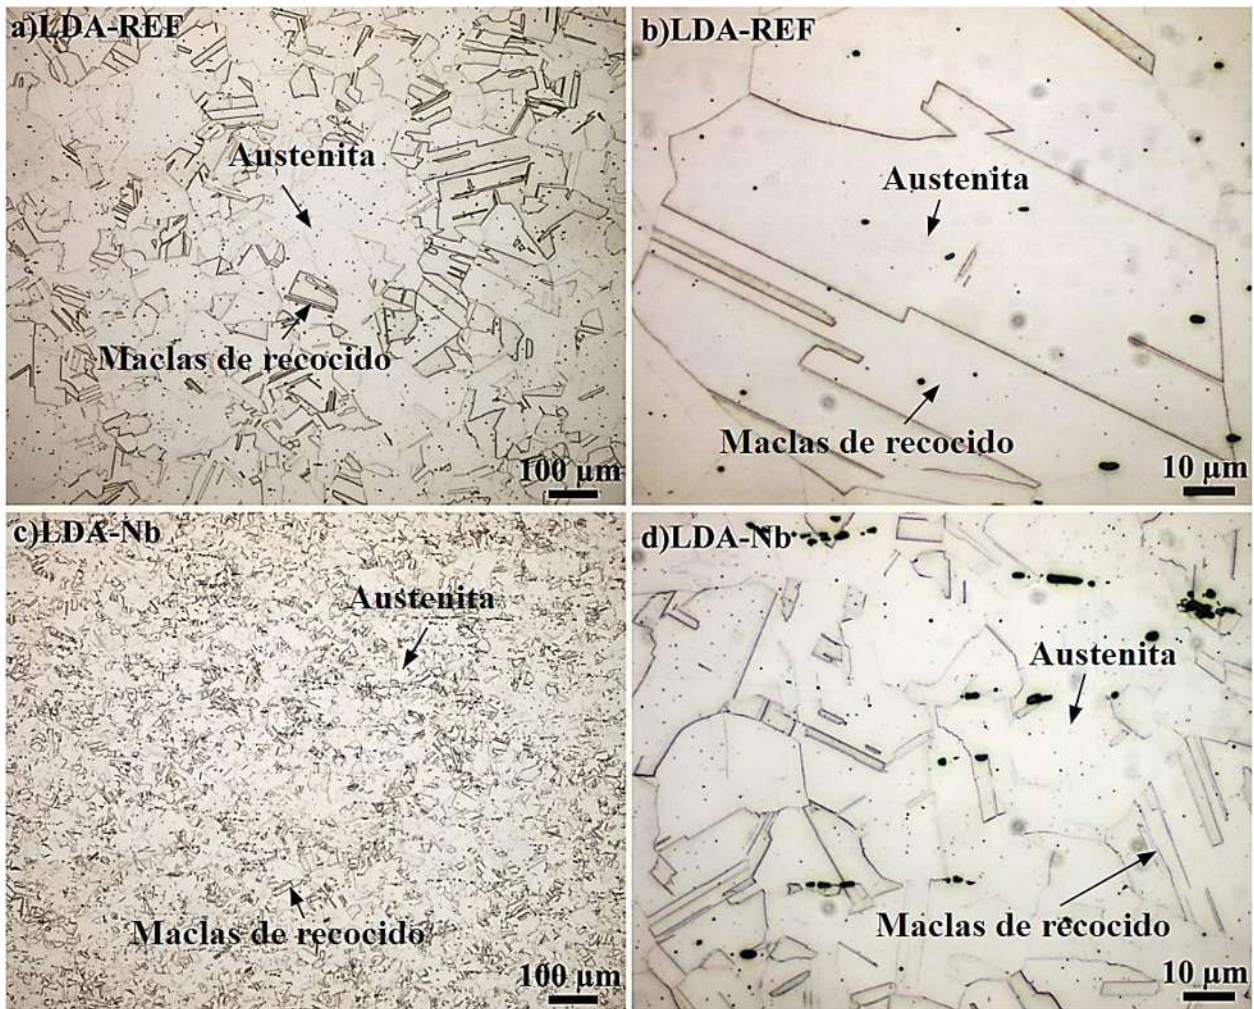 a)LDA-REF
Austenita
Maclas de recocido
100 µm
b)LDA-REF
Austenita
Maclas de recocido
10 µm
c)LDA-Nb
Austenita
Maclas de recocido
100 µm
d)LDA-Nb
Austenita
Maclas de recocido
10 µm